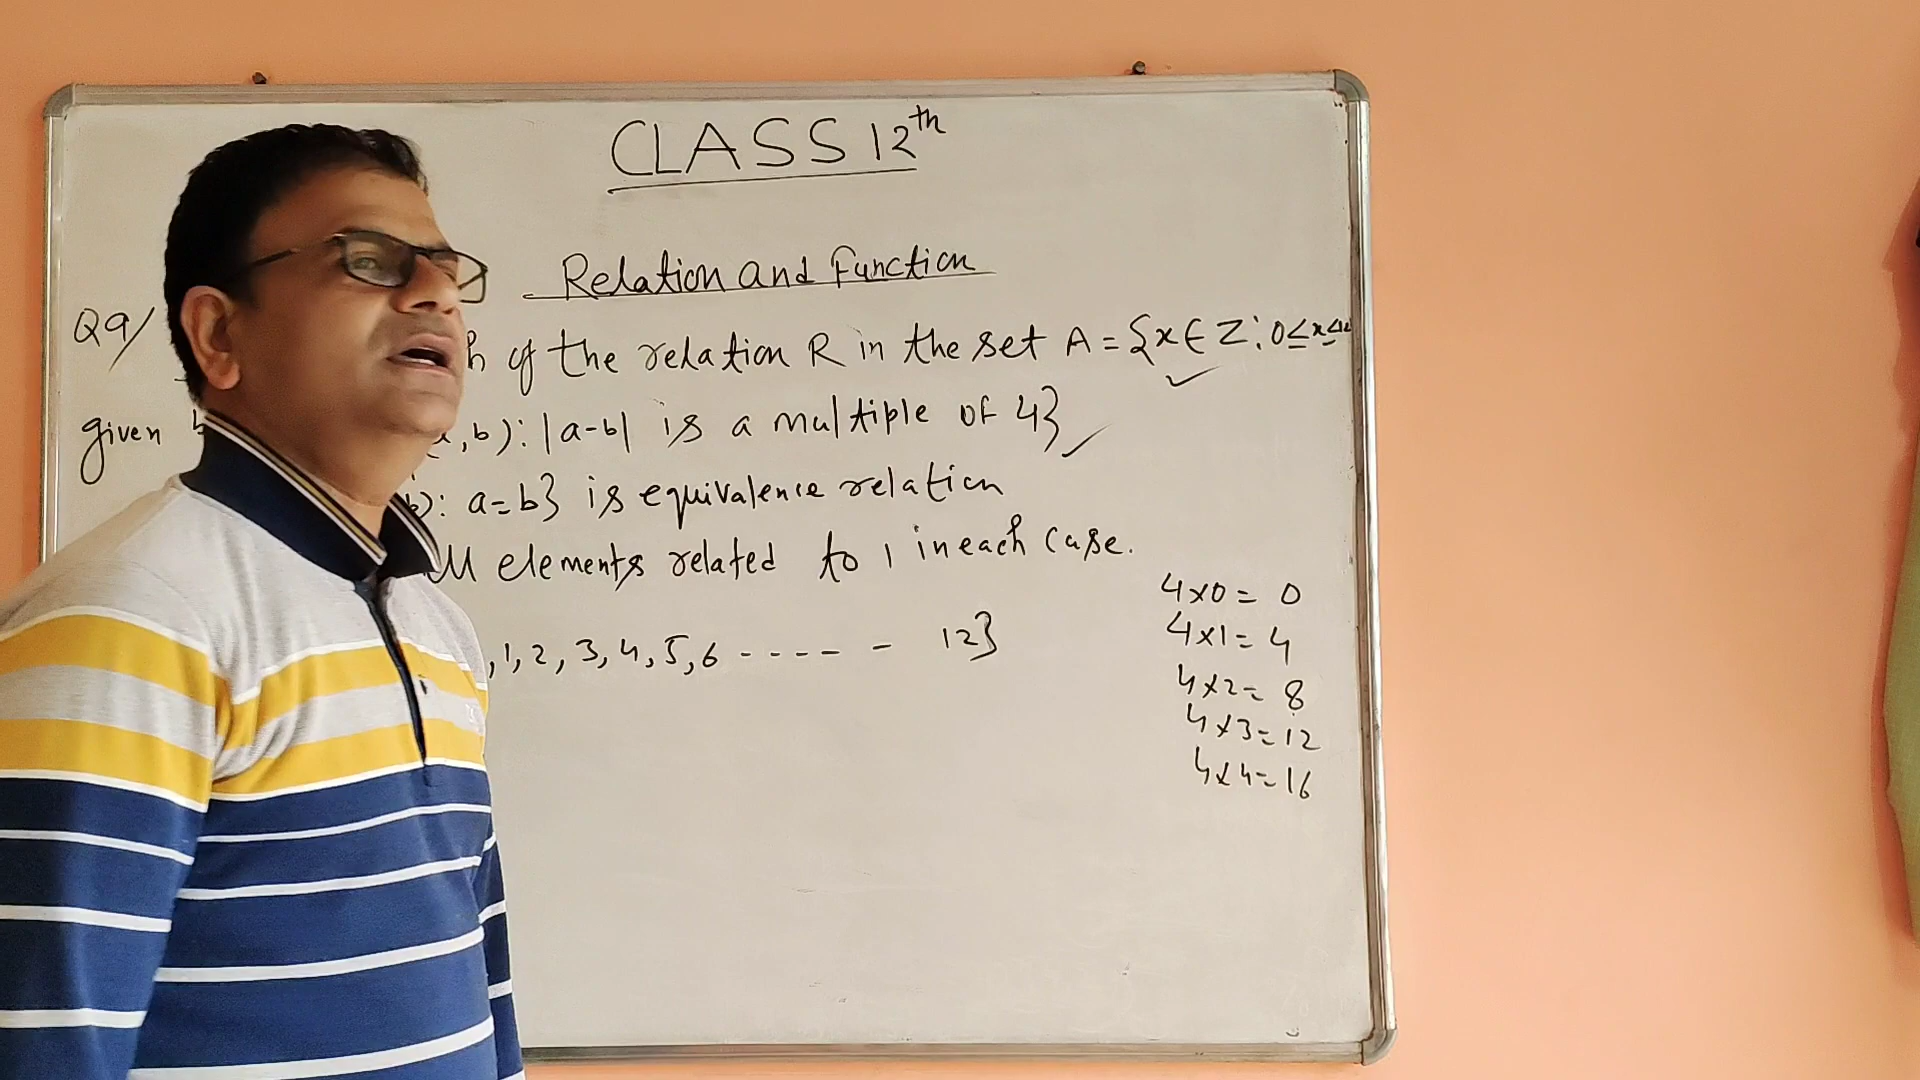 CLASS 12th
Relation and Function
Q9/ h of the relation R in the set A = {x ∈ Z: 0≤x≤12
given , b): |a-b| is a multiple of 4}
b): a=b} is equivalence relation
ll elements related to 1 in each case.
,1,2,3,4,5,6 ----- - 12}
4×0= 0
4×1= 4
4×2= 8
4×3=12
4×4=16